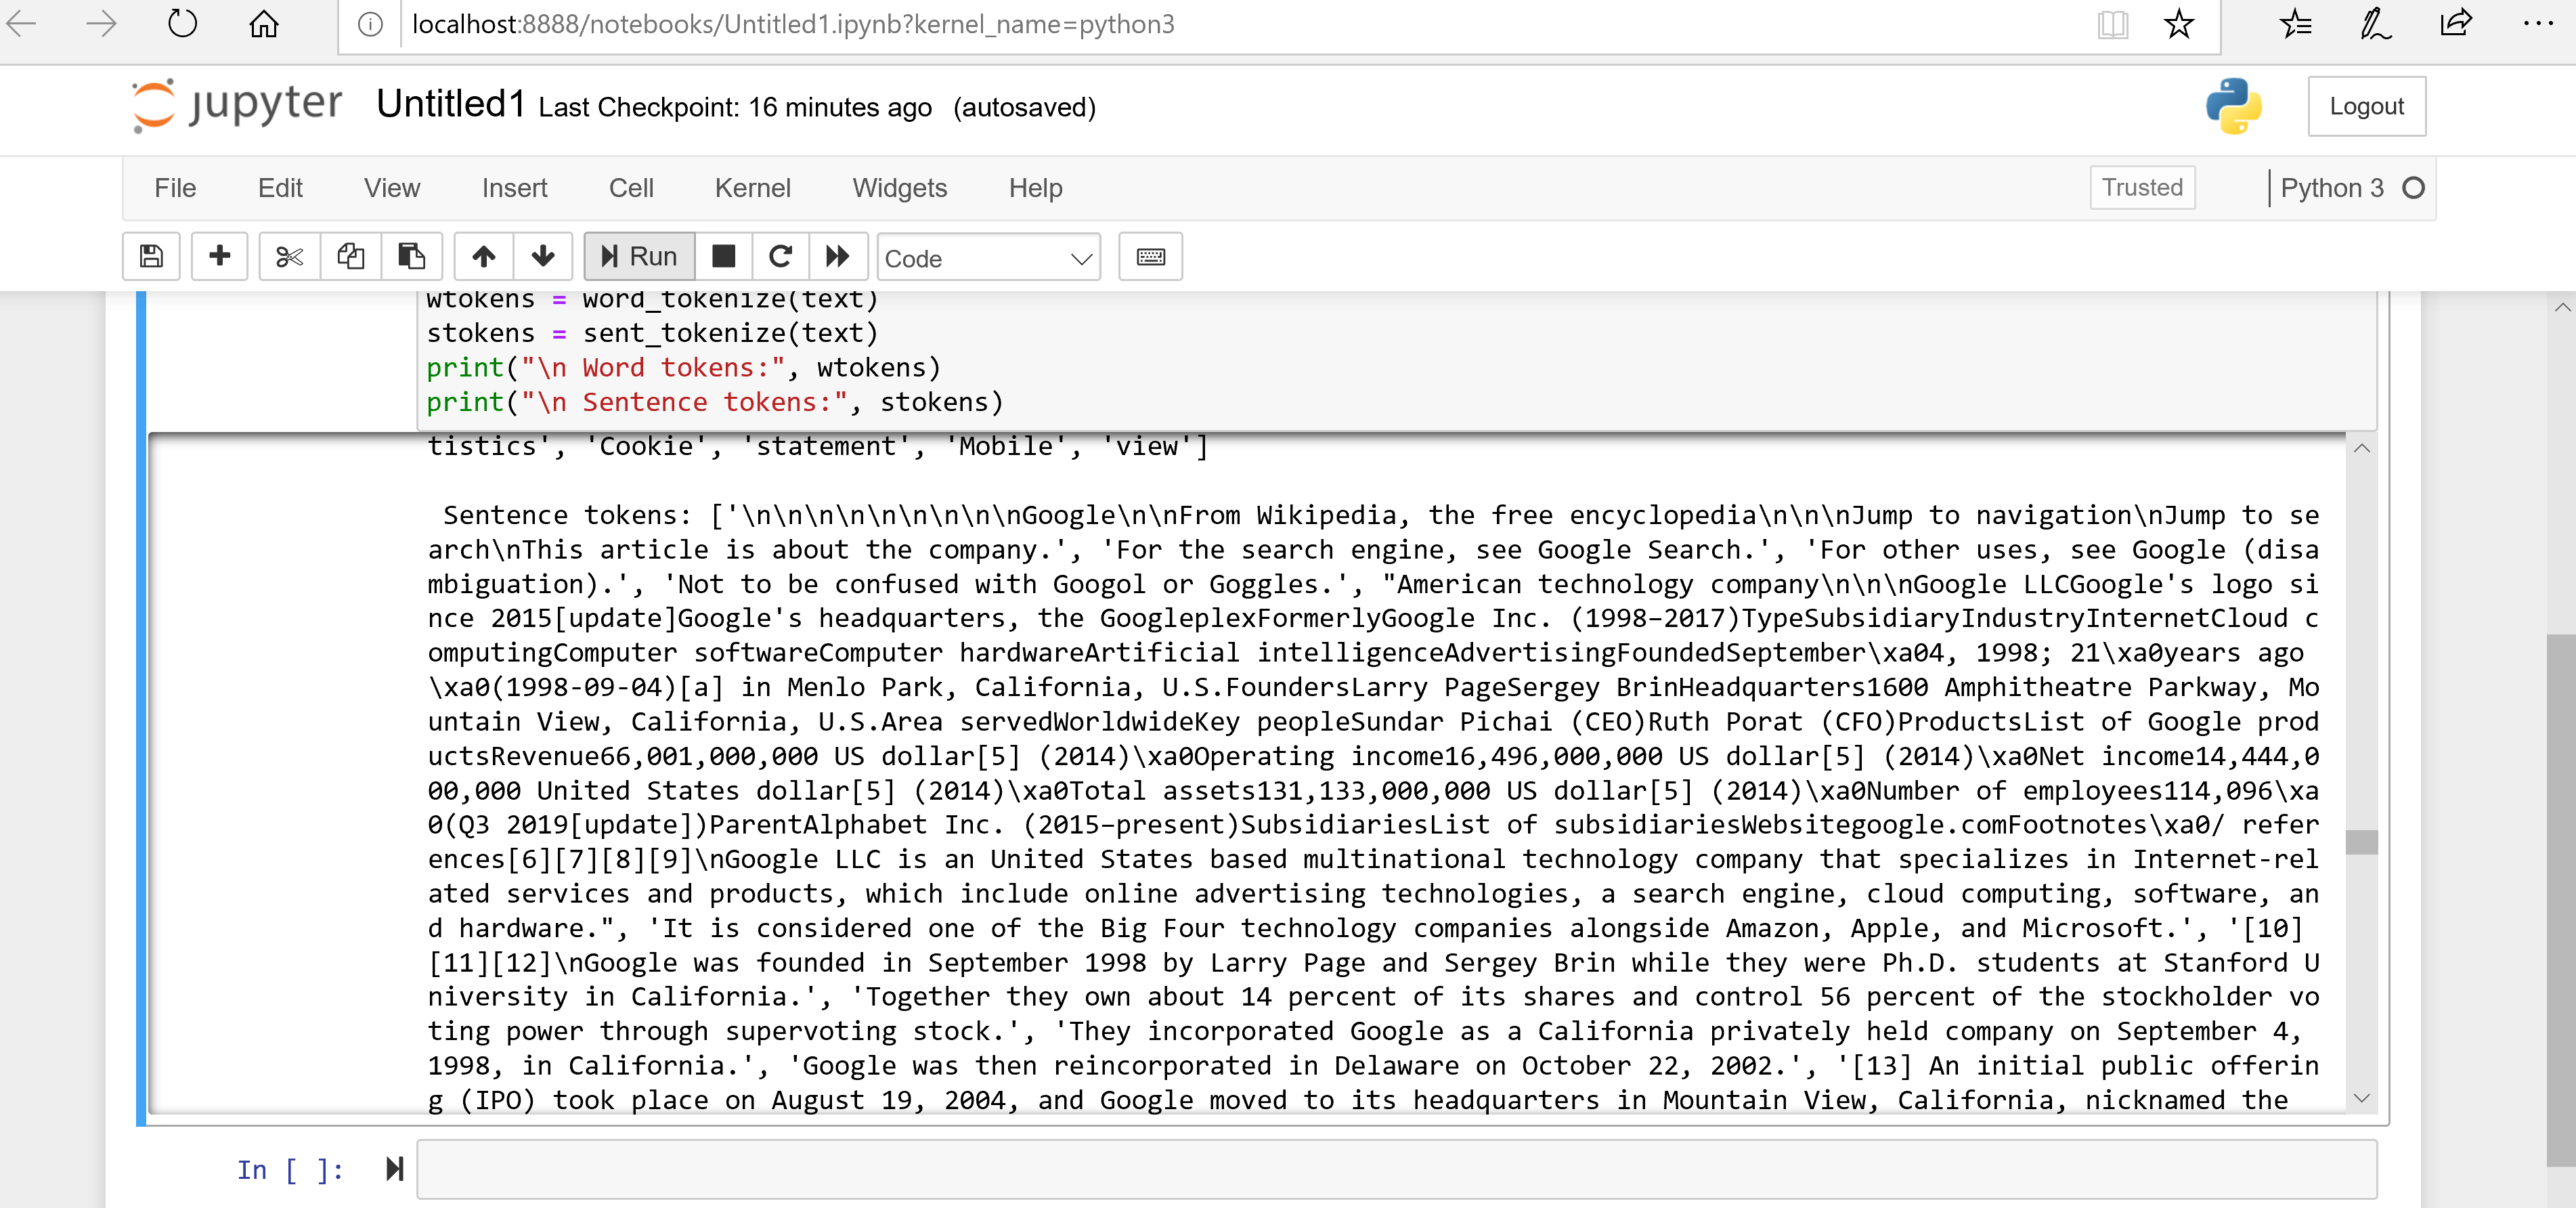 localhost:8888/notebooks/Untitled1.ipynb?kernel_name=python3
jupyter Untitled1 Last Checkpoint: 16 minutes ago (autosaved)
Logout
File Edit View Insert Cell Kernel Widgets Help
Trusted
Python 3
Run
Code
wtokens = word_tokenize(text)
stokens = sent_tokenize(text)
print("\n Word tokens:", wtokens)
print("\n Sentence tokens:", stokens)
tistics', 'Cookie', 'statement', 'Mobile', 'view']
Sentence tokens: ['\n\n\n\n\n\n\n\n\nGoogle\n\nFrom Wikipedia, the free encyclopedia\n\n\nJump to navigation\nJump to se
arch\nThis article is about the company.', 'For the search engine, see Google Search.', 'For other uses, see Google (disa
mbiguation).', 'Not to be confused with Googol or Goggles.', "American technology company\n\n\nGoogle LLCGoogle's logo si
nce 2015[update]Google's headquarters, the GoogleplexFormerlyGoogle Inc. (1998–2017)TypeSubsidiaryIndustryInternetCloud c
omputingComputer softwareComputer hardwareArtificial intelligenceAdvertisingFoundedSeptember\xa04, 1998; 21\xa0years ago
\xa0(1998-09-04)[a] in Menlo Park, California, U.S.FoundersLarry PageSergey BrinHeadquarters1600 Amphitheatre Parkway, Mo
untain View, California, U.S.Area servedWorldwideKey peopleSundar Pichai (CEO)Ruth Porat (CFO)ProductsList of Google prod
uctsRevenue66,001,000,000 US dollar[5] (2014)\xa0Operating income16,496,000,000 US dollar[5] (2014)\xa0Net income14,444,0
00,000 United States dollar[5] (2014)\xa0Total assets131,133,000,000 US dollar[5] (2014)\xa0Number of employees114,096\xa
0(Q3 2019[update])ParentAlphabet Inc. (2015–present)SubsidiariesList of subsidiariesWebsitegoogle.comFootnotes\xa0/ refer
ences[6][7][8][9]\nGoogle LLC is an United States based multinational technology company that specializes in Internet-rel
ated services and products, which include online advertising technologies, a search engine, cloud computing, software, an
d hardware.", 'It is considered one of the Big Four technology companies alongside Amazon, Apple, and Microsoft.', '[10]
[11][12]\nGoogle was founded in September 1998 by Larry Page and Sergey Brin while they were Ph.D. students at Stanford U
niversity in California.', 'Together they own about 14 percent of its shares and control 56 percent of the stockholder vo
ting power through supervoting stock.', 'They incorporated Google as a California privately held company on September 4,
1998, in California.', 'Google was then reincorporated in Delaware on October 22, 2002.', '[13] An initial public offerin
g (IPO) took place on August 19, 2004, and Google moved to its headquarters in Mountain View, California, nicknamed the
In [ ]: